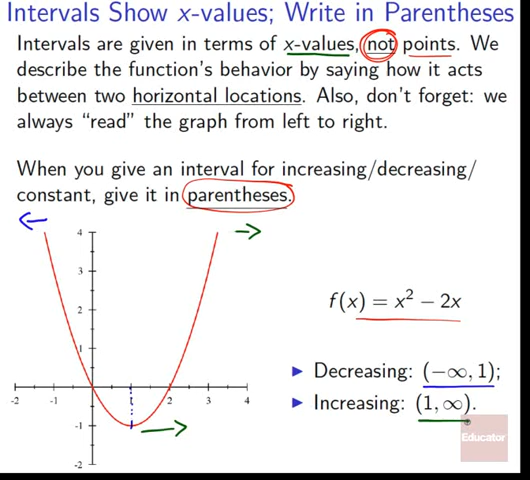 Intervals Show x-values; Write in Parentheses
Intervals are given in terms of x-values, not points. We
describe the function's behavior by saying how it acts
between two horizontal locations. Also, don't forget: we
always “read” the graph from left to right.
When you give an interval for increasing/decreasing/
constant, give it in parentheses.
4
3
2
1
-2 -1 1 2 3 4
-1
-2
f(x) = x² − 2x
▶ Decreasing: (−∞, 1);
▶ Increasing: (1, ∞).
Educator